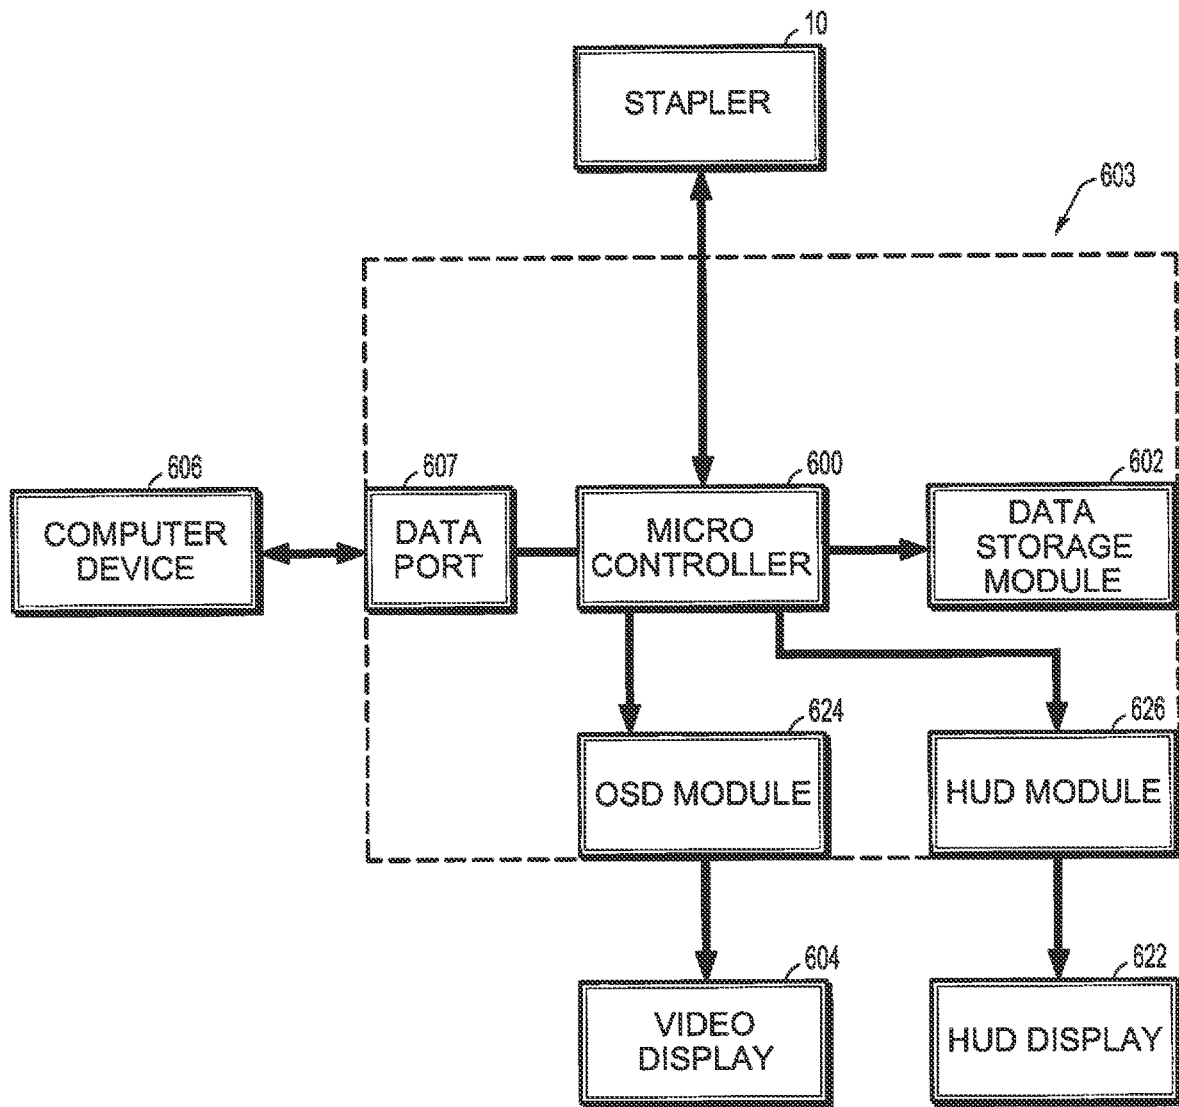 10
STAPLER
603
606
COMPUTER
DEVICE
607
DATA
PORT
600
MICRO
CONTROLLER
602
DATA
STORAGE
MODULE
624
OSD MODULE
626
HUD MODULE
604
VIDEO
DISPLAY
622
HUD DISPLAY